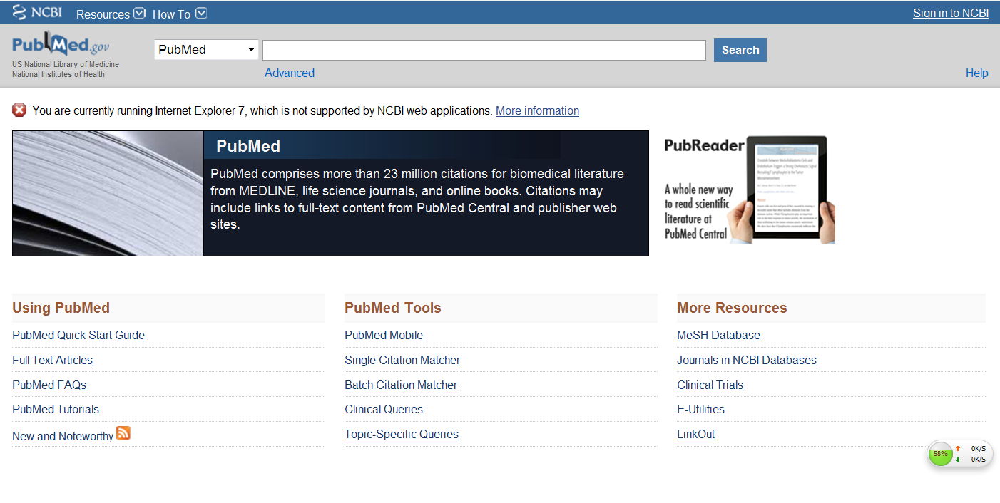 NCBI Resources How To Sign in to NCBI
PubMed.gov
US National Library of Medicine
National Institutes of Health
PubMed
Search
Advanced
Help
You are currently running Internet Explorer 7, which is not supported by NCBI web applications. More information
PubMed
PubMed comprises more than 23 million citations for biomedical literature
from MEDLINE, life science journals, and online books. Citations may
include links to full-text content from PubMed Central and publisher web
sites.
PubReader
A whole new way
to read scientific
literature at
PubMed Central
Using PubMed
PubMed Quick Start Guide
Full Text Articles
PubMed FAQs
PubMed Tutorials
New and Noteworthy
PubMed Tools
PubMed Mobile
Single Citation Matcher
Batch Citation Matcher
Clinical Queries
Topic-Specific Queries
More Resources
MeSH Database
Journals in NCBI Databases
Clinical Trials
E-Utilities
LinkOut
58%
0K/S
0K/S